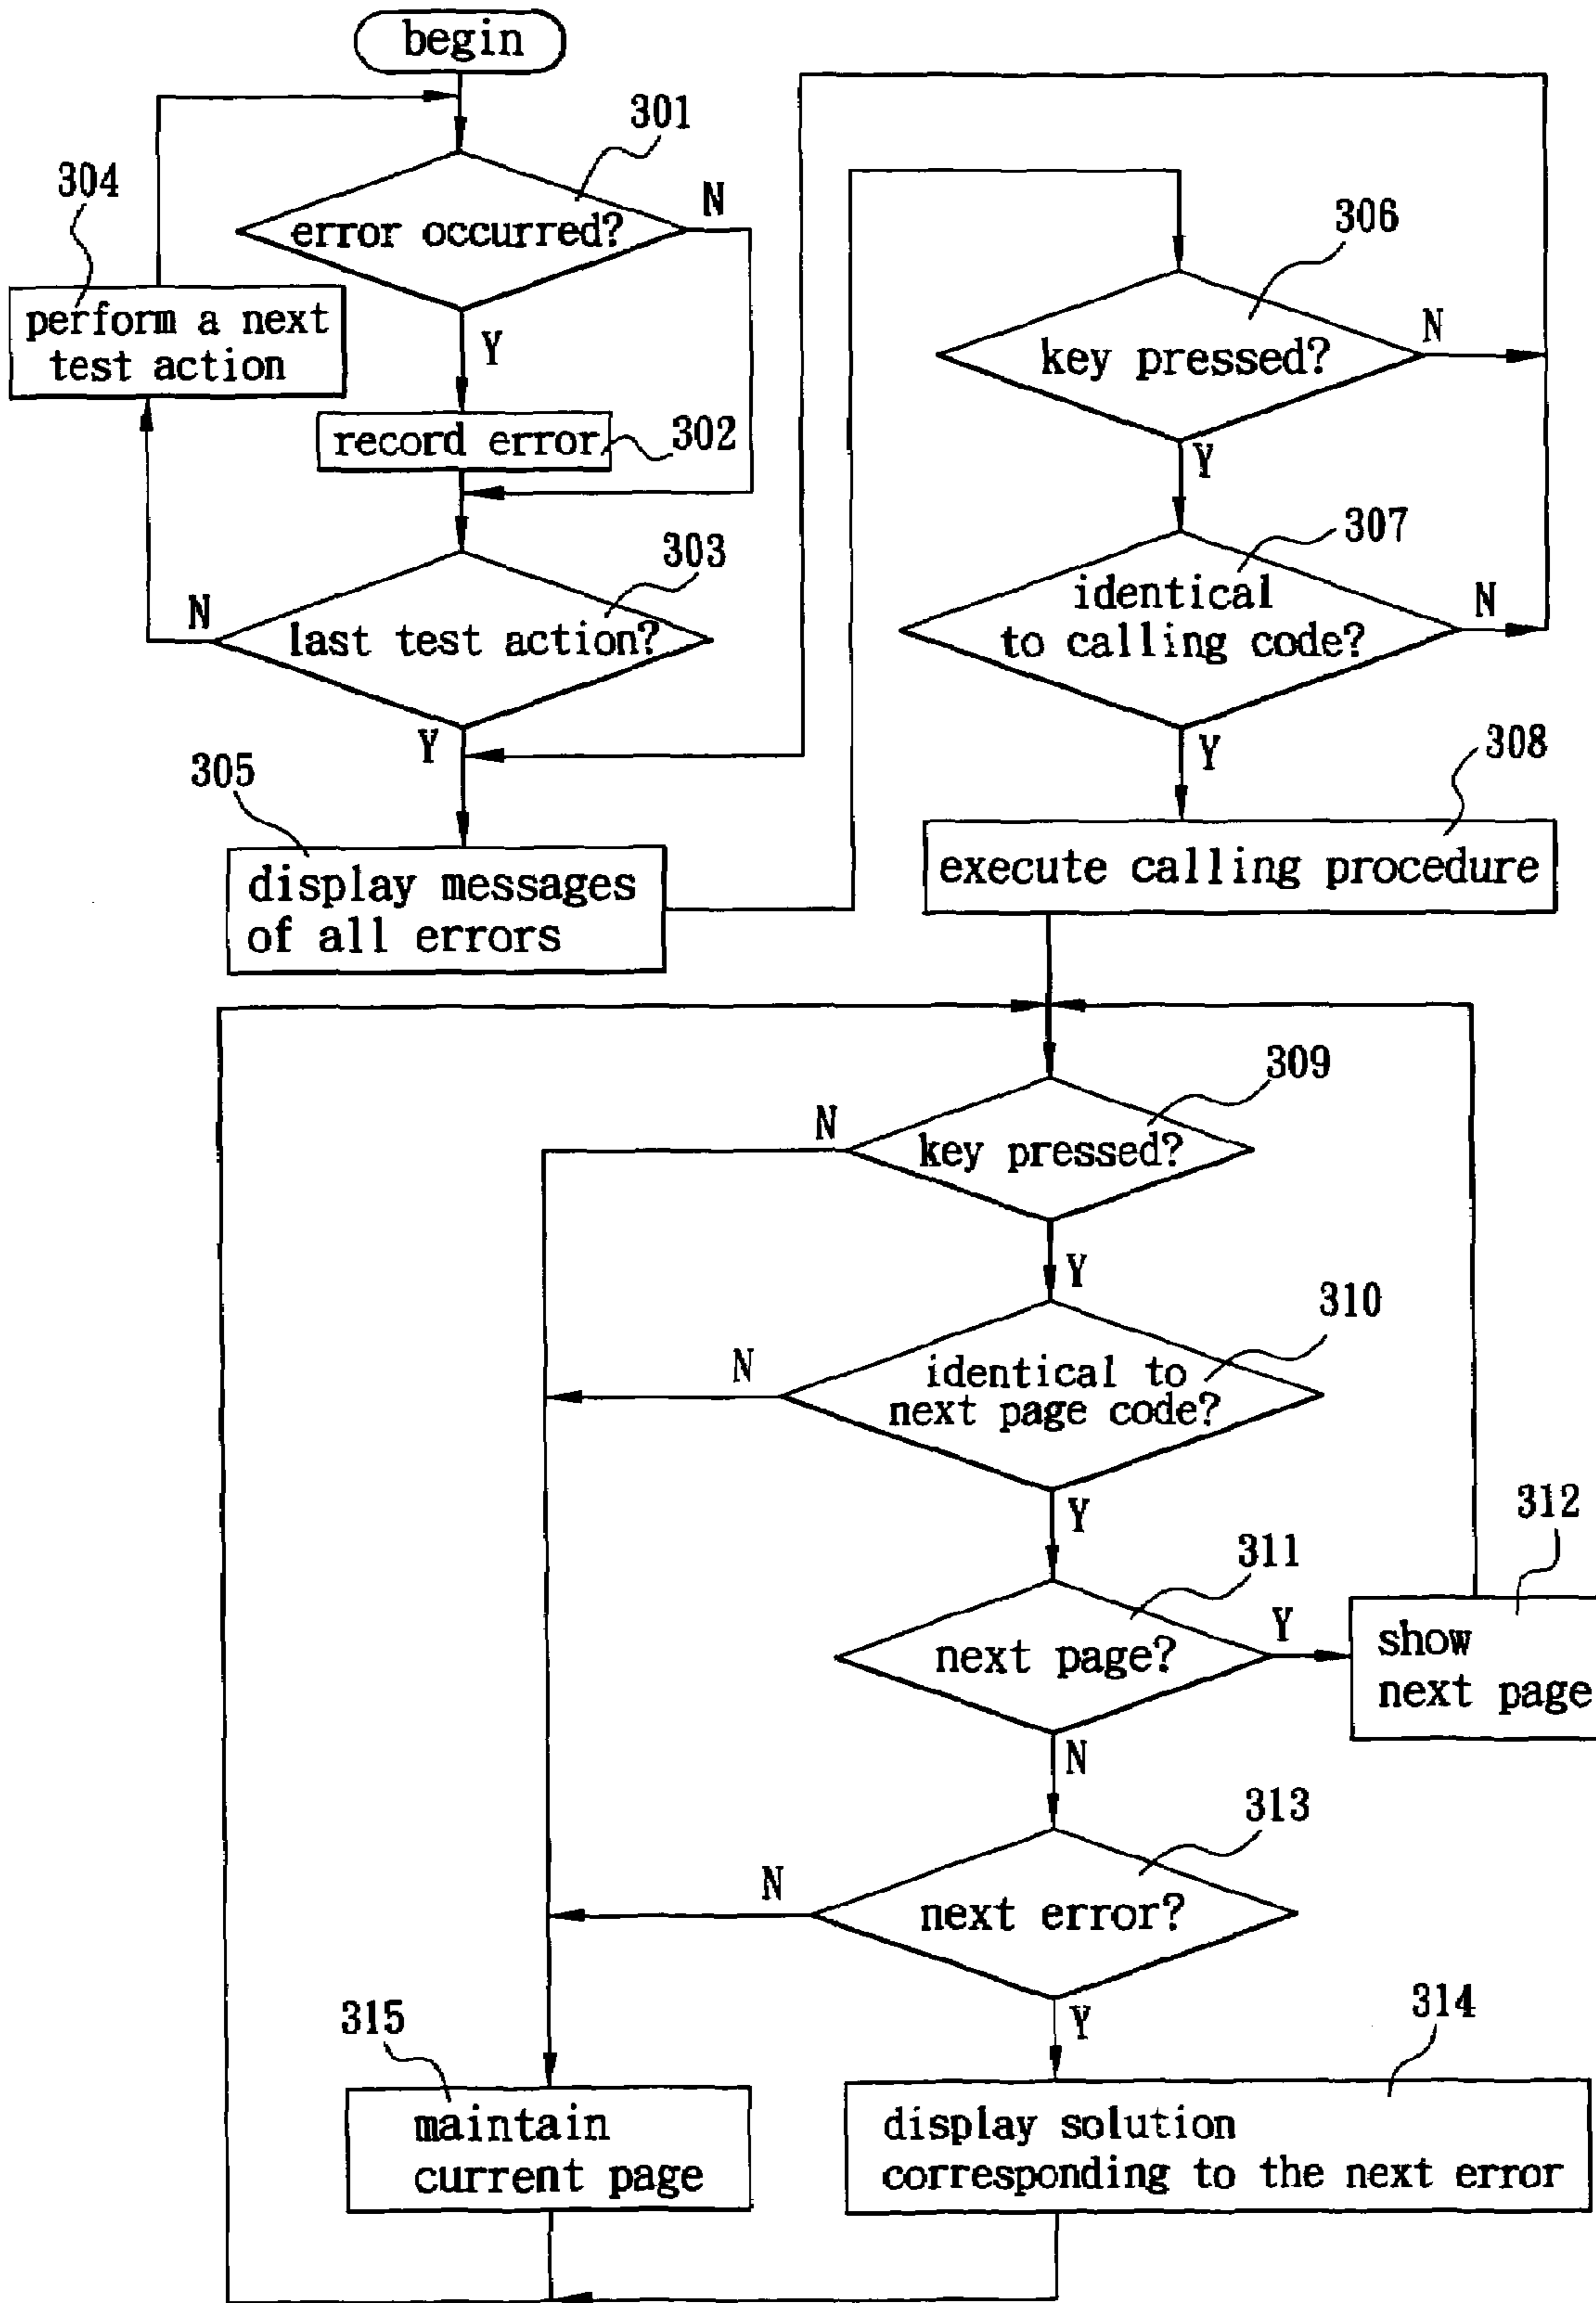 begin
301
error occurred?
N
304
perform a next
test action
Y
record error
302
303
last test action?
N
Y
305
display messages
of all errors
306
key pressed?
N
Y
307
identical
to calling code?
N
Y
308
execute calling procedure
309
key pressed?
N
Y
310
identical to
next page code?
N
Y
311
next page?
Y
312
show
next page
N
313
next error?
N
Y
314
display solution
corresponding to the next error
315
maintain
current page